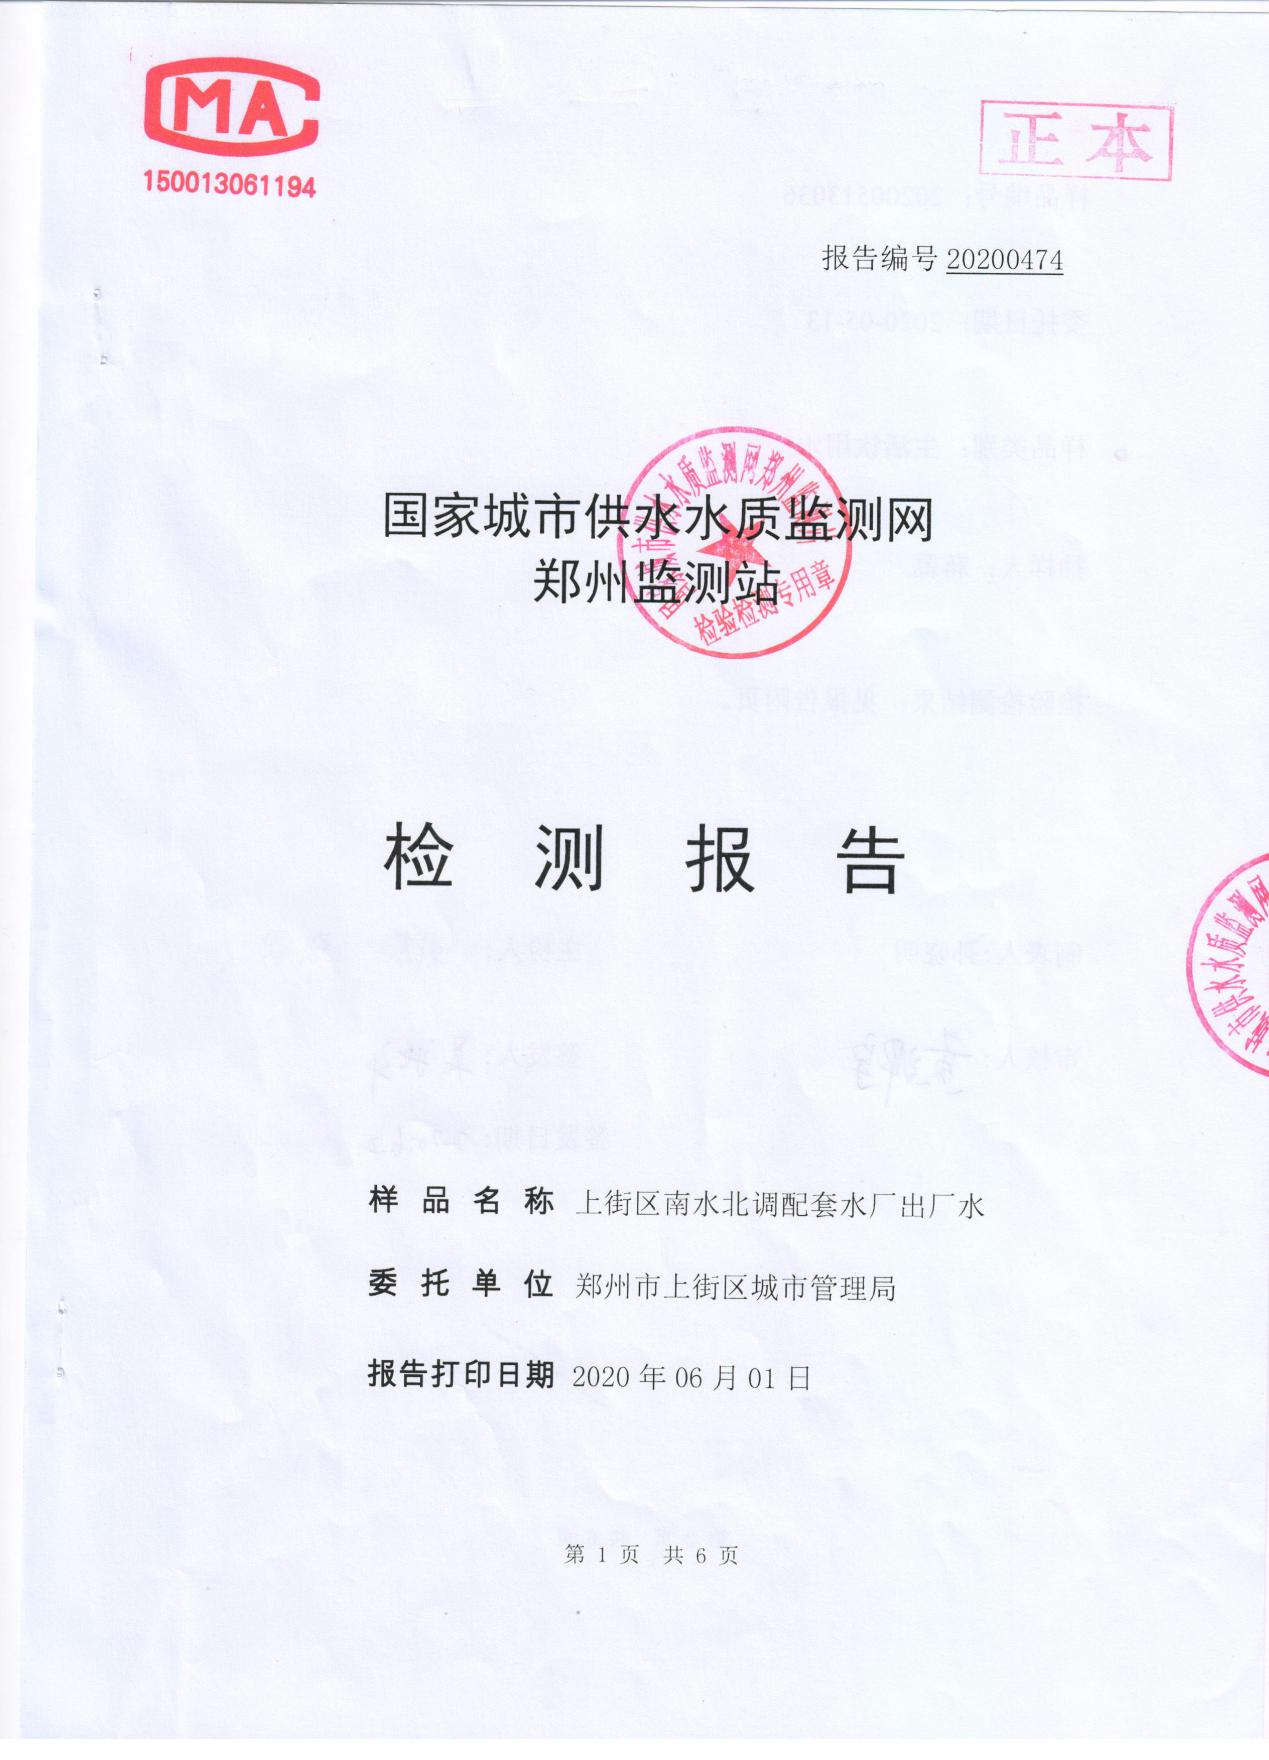 MA
150013061194
正本
报告编号 20200474
国家城市供水水质监测网
郑州监测站
检验检测专用章
检测报告
样品名称 上街区南水北调配套水厂出厂水
委托单位 郑州市上街区城市管理局
报告打印日期 2020 年 06 月 01 日
第 1 页 共 6 页